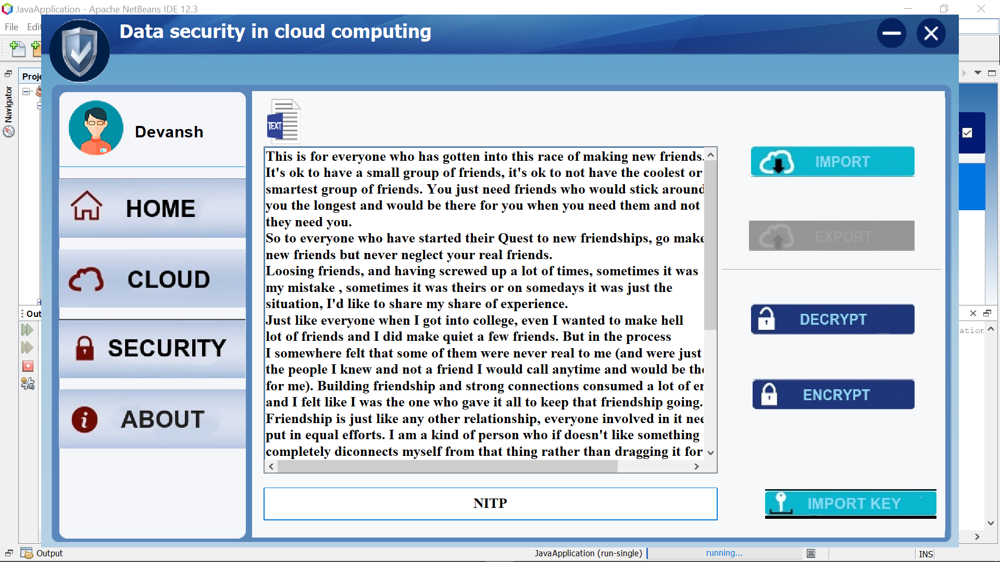 JavaApplication - Apache NetBeans IDE 12.3
File
Data security in cloud computing
Navigator
Devansh
HOME
CLOUD
SECURITY
ABOUT
TEXT
This is for everyone who has gotten into this race of making new friends.
It's ok to have a small group of friends, it's ok to not have the coolest or
smartest group of friends. You just need friends who would stick around
you the longest and would be there for you when you need them and not
they need you.
So to everyone who have started their Quest to new friendships, go make
new friends but never neglect your real friends.
Loosing friends, and having screwed up a lot of times, sometimes it was
my mistake , sometimes it was theirs or on somedays it was just the
situation, I'd like to share my share of experience.
Just like everyone when I got into college, even I wanted to make hell
lot of friends and I did make quiet a few friends. But in the process
I somewhere felt that some of them were never real to me (and were just
the people I knew and not a friend I would call anytime and would be
for me). Building friendship and strong connections consumed a lot of
and I felt like I was the one who gave it all to keep that friendship going.
Friendship is just like any other relationship, everyone involved in it
put in equal efforts. I am a kind of person who if doesn't like something
completely diconnects myself from that thing rather than dragging it for
NITP
IMPORT
EXPORT
DECRYPT
ENCRYPT
IMPORT KEY
Output
JavaApplication (run-single)
running...
INS